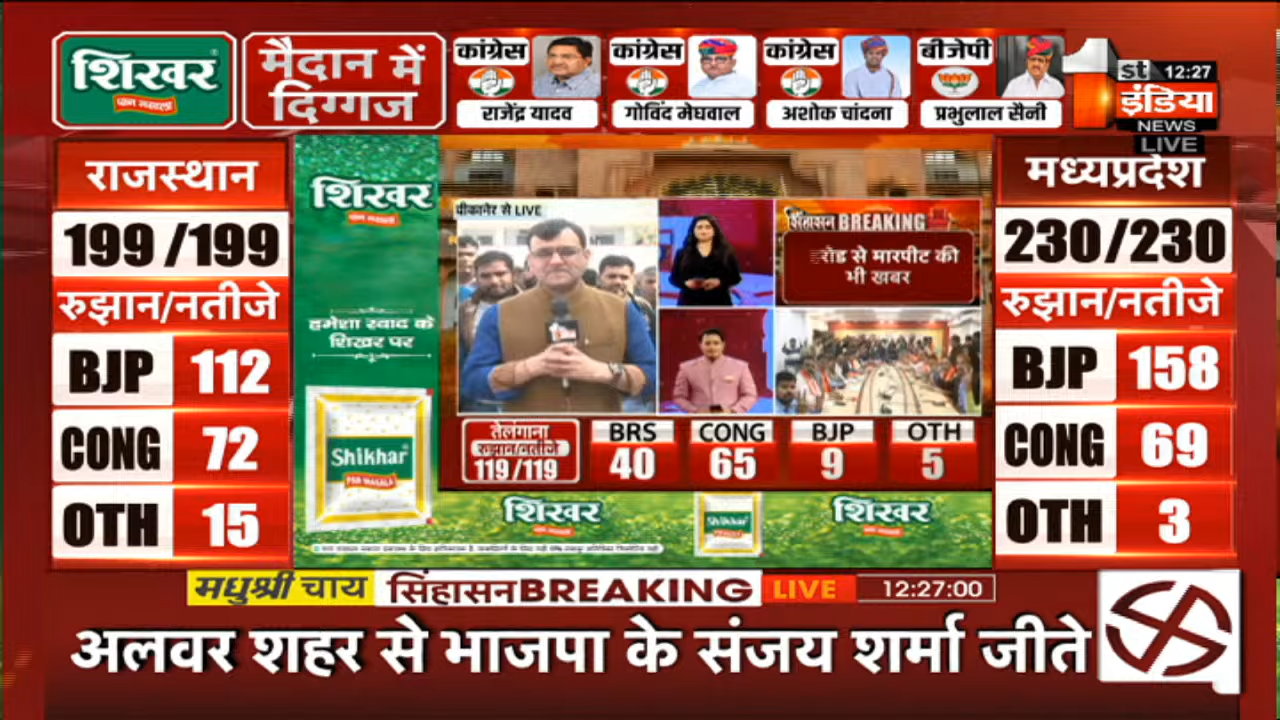 शिखर
पान मसाला
मैदान में
दिग्गज
कांग्रेस
राजेंद्र यादव
कांग्रेस
गोविंद मेघवाल
कांग्रेस
अशोक चांदना
बीजेपी
प्रभुलाल सैनी
1st 12:27
इंडिया
NEWS
LIVE
राजस्थान
199/199
रुझान/नतीजे
BJP 112
CONG 72
OTH 15
शिखर
हमेशा स्वाद के
शिखर पर
Shikhar
PAN MASALA
बीकानेर से LIVE
सिंहासन BREAKING
रोड से मारपीट की
भी खबर
तेलंगाना
रुझान/नतीजे
119/119
BRS 40
CONG 65
BJP 9
OTH 5
शिखर
Shikhar
शिखर
मध्यप्रदेश
230/230
रुझान/नतीजे
BJP 158
CONG 69
OTH 3
मधुश्री चाय सिंहासन BREAKING LIVE 12:27:00
अलवर शहर से भाजपा के संजय शर्मा जीते